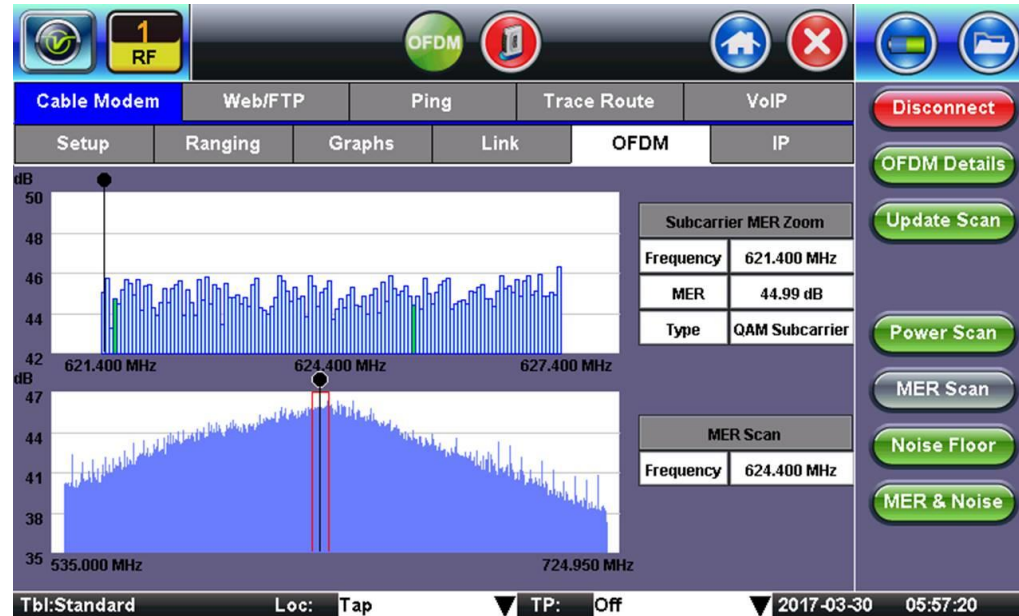 1
RF
OFDM
Cable Modem Web/FTP Ping Trace Route VoIP
Disconnect
Setup Ranging Graphs Link OFDM IP
OFDM Details
Update Scan
Power Scan
MER Scan
Noise Floor
MER & Noise
dB
50
48
46
44
42
621.400 MHz 624.400 MHz 627.400 MHz
Subcarrier MER Zoom
Frequency 621.400 MHz
MER 44.99 dB
Type QAM Subcarrier
dB
47
44
41
38
35
535.000 MHz 724.950 MHz
MER Scan
Frequency 624.400 MHz
Tbl:Standard Loc: Tap TP: Off 2017-03-30 05:57:20